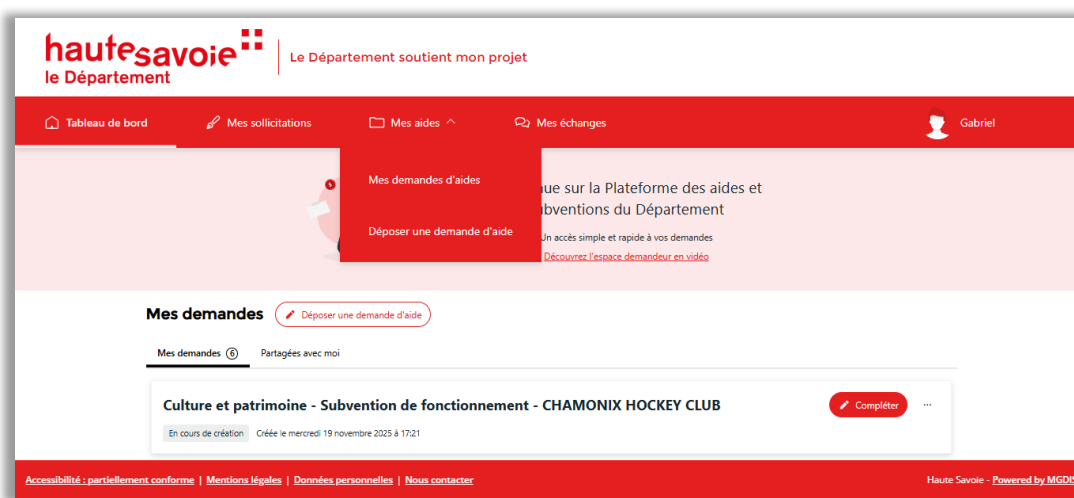 hautesavoie
le Département
Le Département soutient mon projet
Tableau de bord
Mes sollicitations
Mes aides
Mes échanges
Gabriel
Mes demandes d'aides
Déposer une demande d'aide
sur la Plateforme des aides et
du Département
Un accès simple et rapide à vos demandes
Découvrez l'espace demandeur en vidéo
Mes demandes
Déposer une demande d'aide
Mes demandes 6
Partagées avec moi
Culture et patrimoine - Subvention de fonctionnement - CHAMONIX HOCKEY CLUB
Compléter
...
En cours de création Créée le mercredi 19 novembre 2025 à 17:21
Accessibilité : partiellement conforme | Mentions légales | Données personnelles | Nous contacter
Haute Savoie - Powered by MGDIS